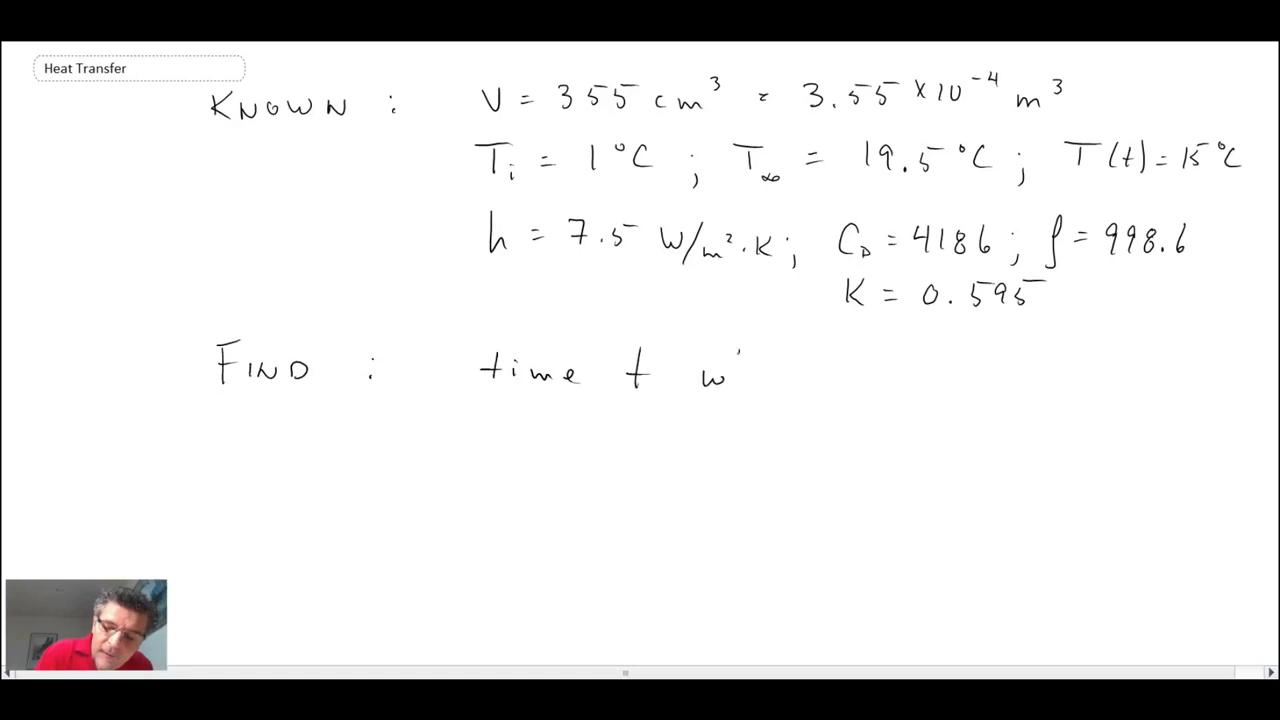 Heat Transfer
KNOWN : V = 355 cm³ = 3.55 × 10⁻⁴ m³
Tᵢ = 1 °C ; T∞ = 19.5 °C ; T(t) = 15 °C
h = 7.5 W/m²·K ; Cp = 4186 ; ρ = 998.6
K = 0.595
FIND : time t wi